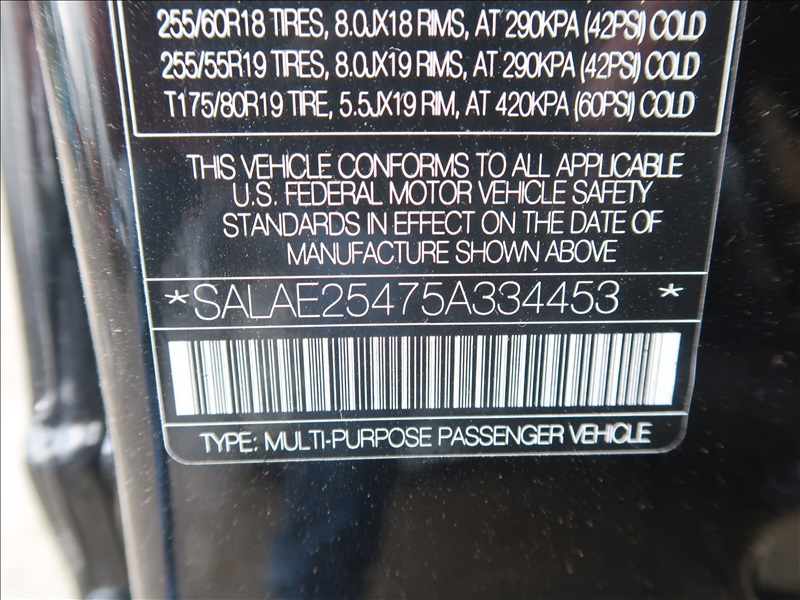 255/60R18 TIRES, 8.0JX18 RIMS, AT 290KPA (42PSI) COLD
255/55R19 TIRES, 8.0JX19 RIMS, AT 290KPA (42PSI) COLD
T175/80R19 TIRE, 5.5JX19 RIM, AT 420KPA (60PSI) COLD
THIS VEHICLE CONFORMS TO ALL APPLICABLE
U.S. FEDERAL MOTOR VEHICLE SAFETY
STANDARDS IN EFFECT ON THE DATE OF
MANUFACTURE SHOWN ABOVE
*SALAE25475A334453 *
TYPE: MULTI-PURPOSE PASSENGER VEHICLE